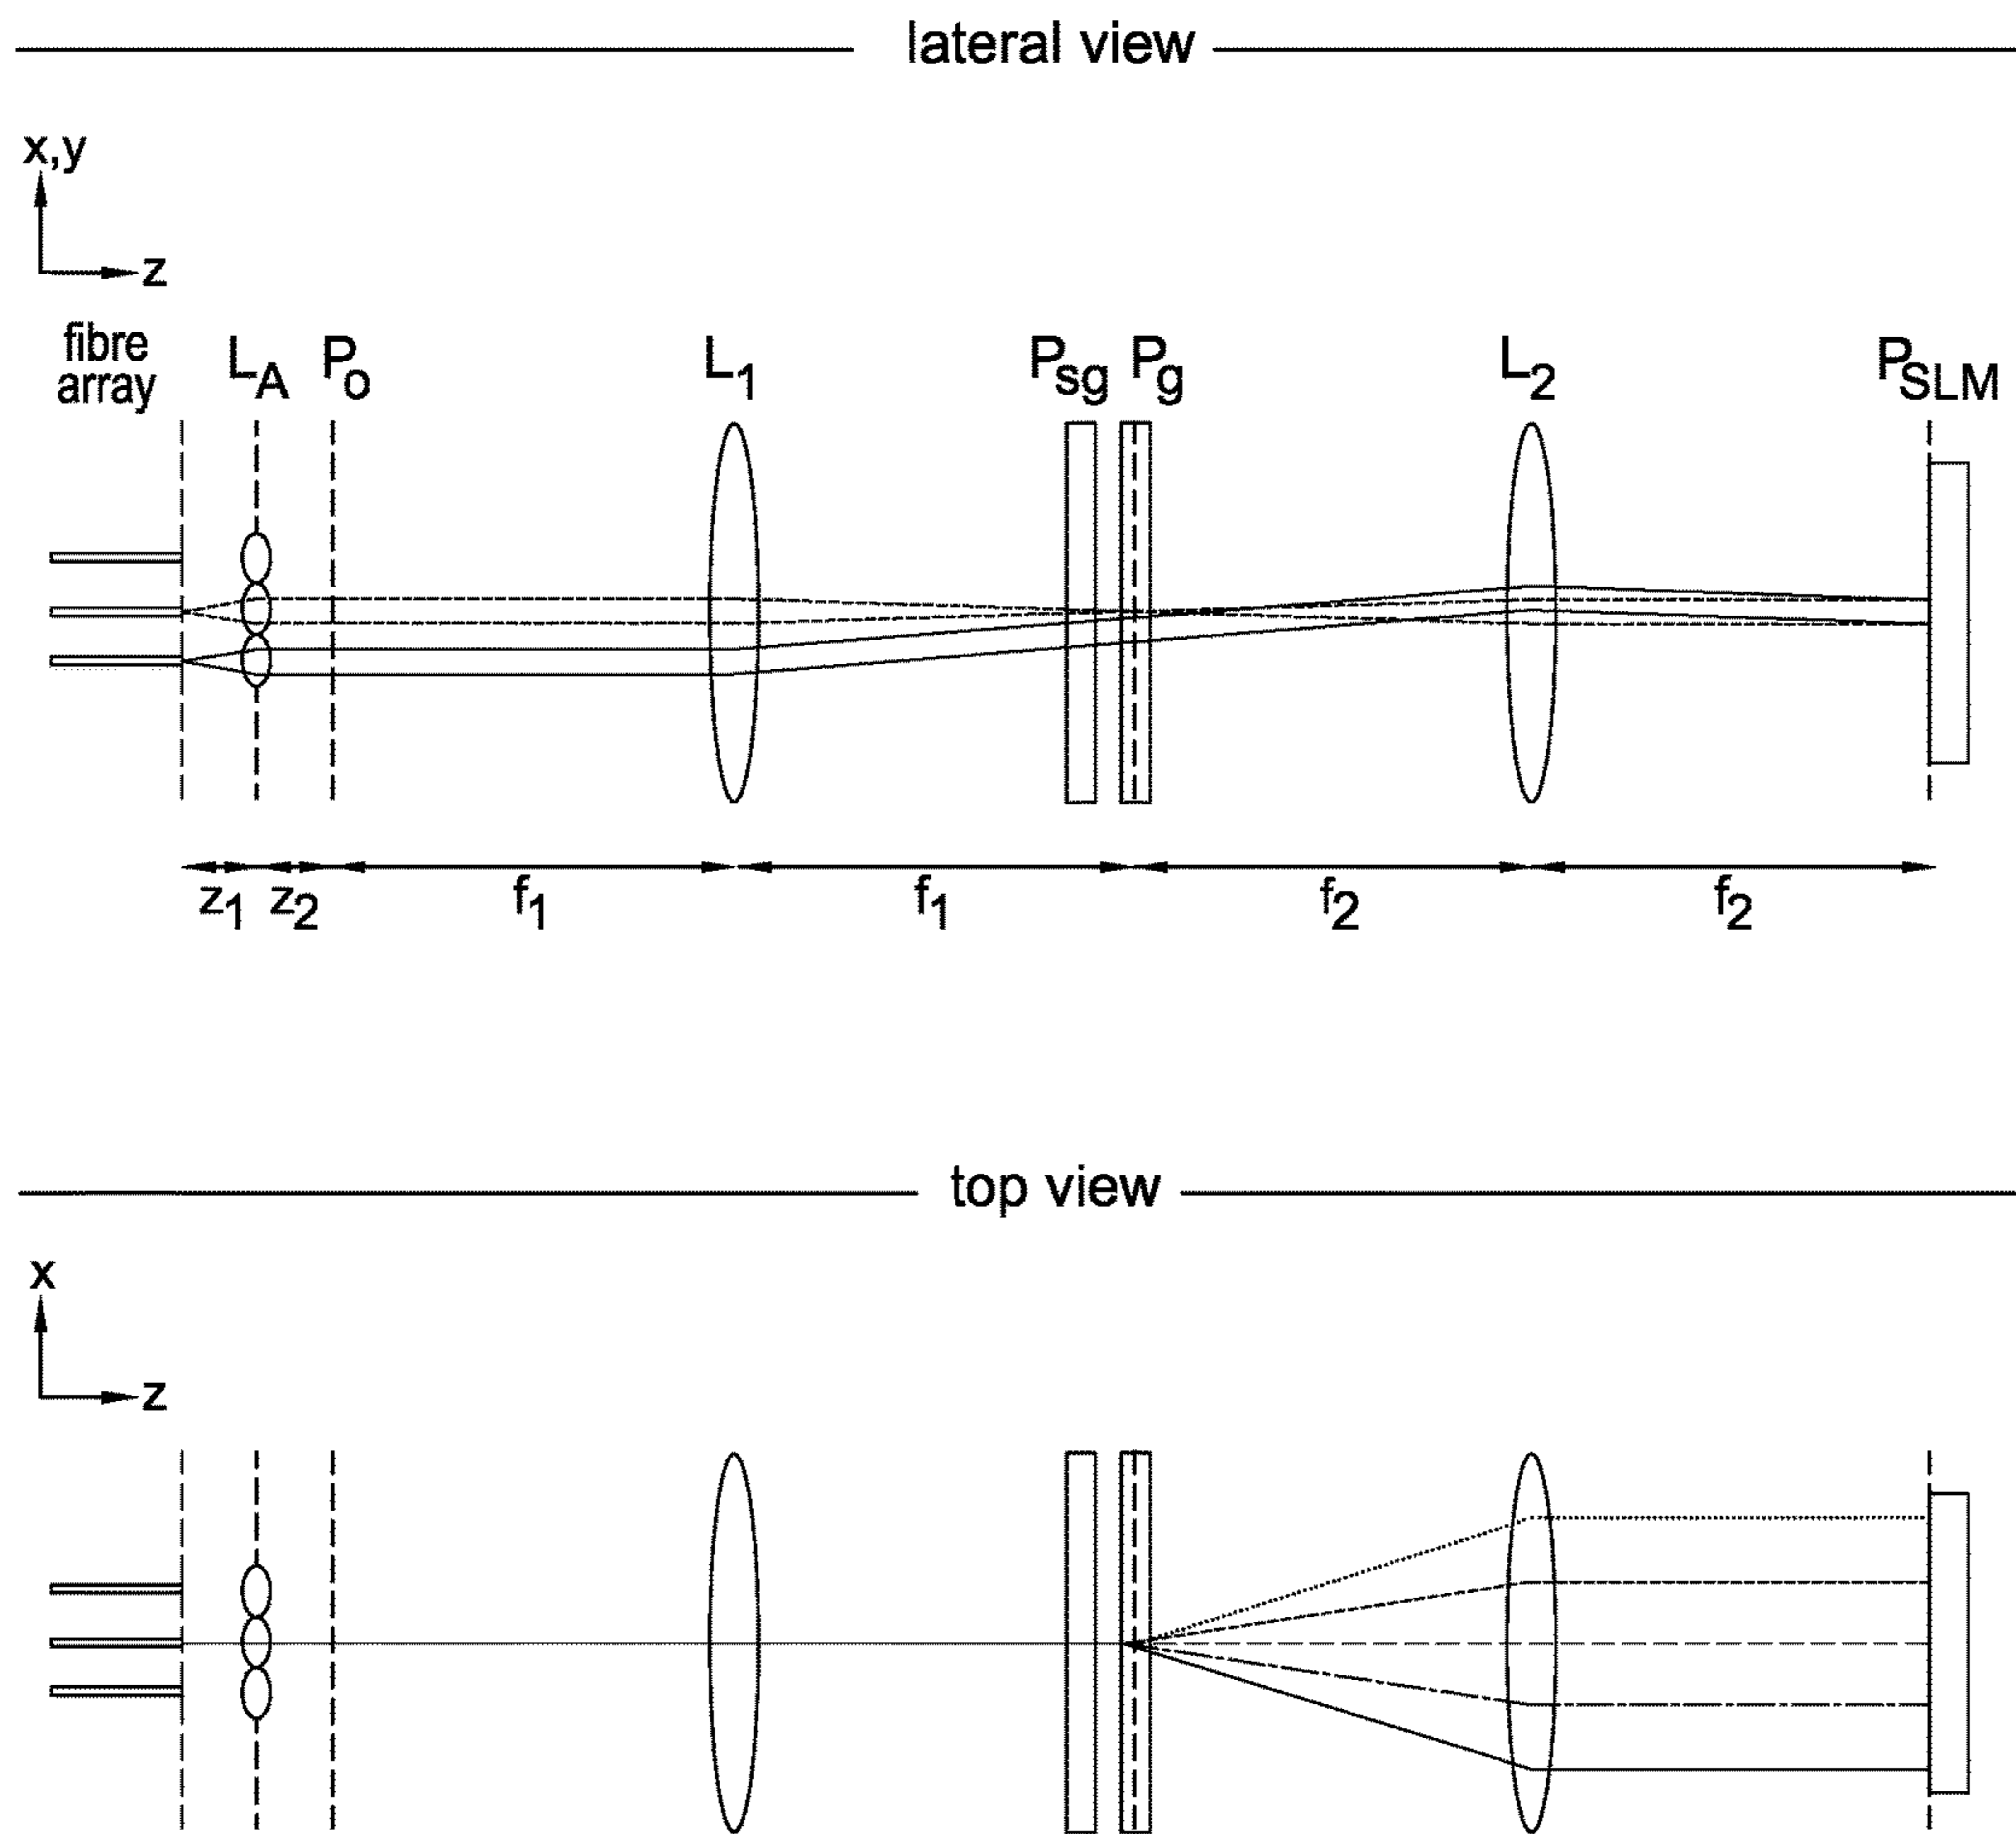 lateral view
x,y
z
fibre array
L_A
P_o
L_1
P_sg
P_g
L_2
P_SLM
z_1
z_2
f_1
f_1
f_2
f_2
top view
x
z